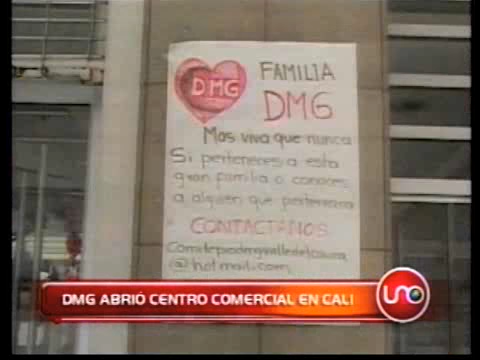 DMG
FAMILIA
DMG
Mas viva que nunca
Si perteneces a esta
gran familia o conoces
a alguien que pertenezca
CONTACTANOS
@hotmail.com
DMG ABRIÓ CENTRO COMERCIAL EN CALI
uno